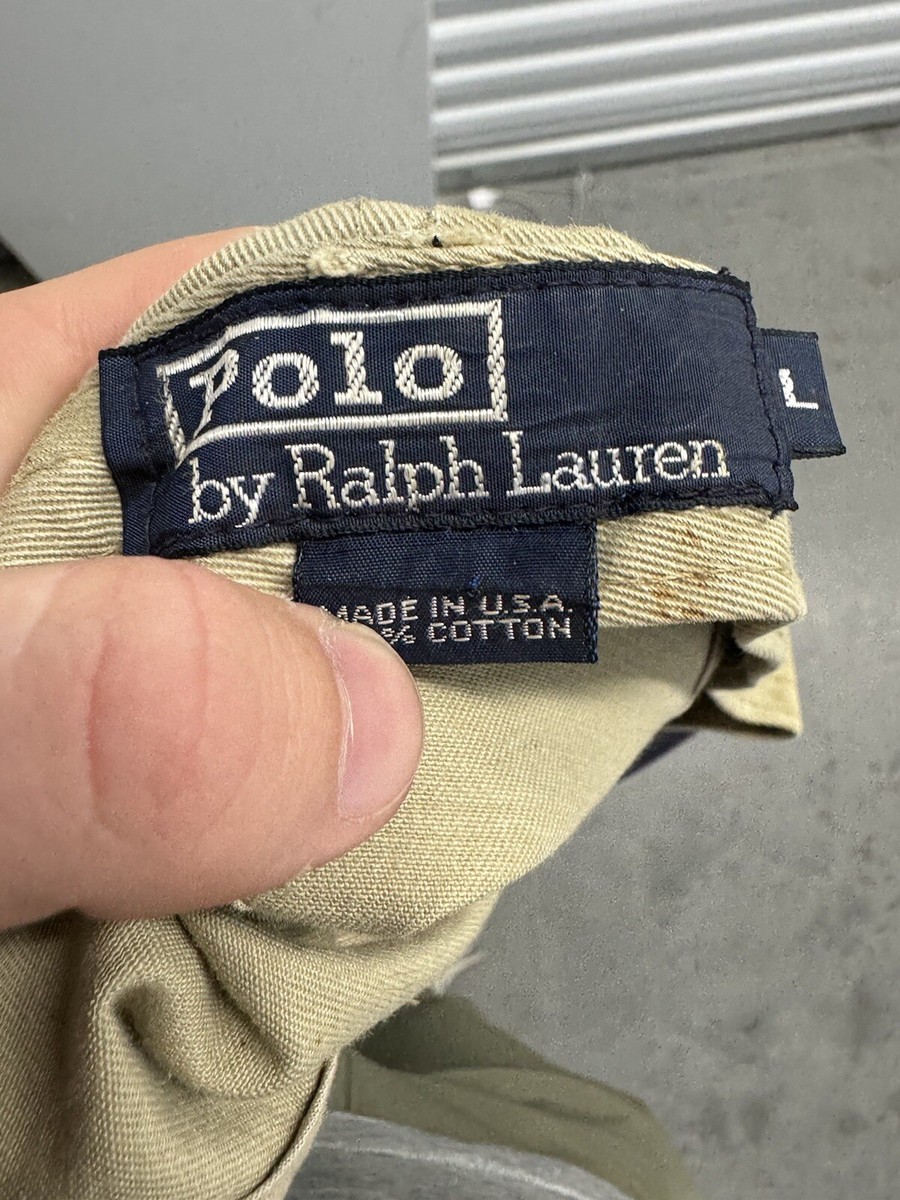 Polo
by Ralph Lauren
L
MADE IN U.S.A.
% COTTON